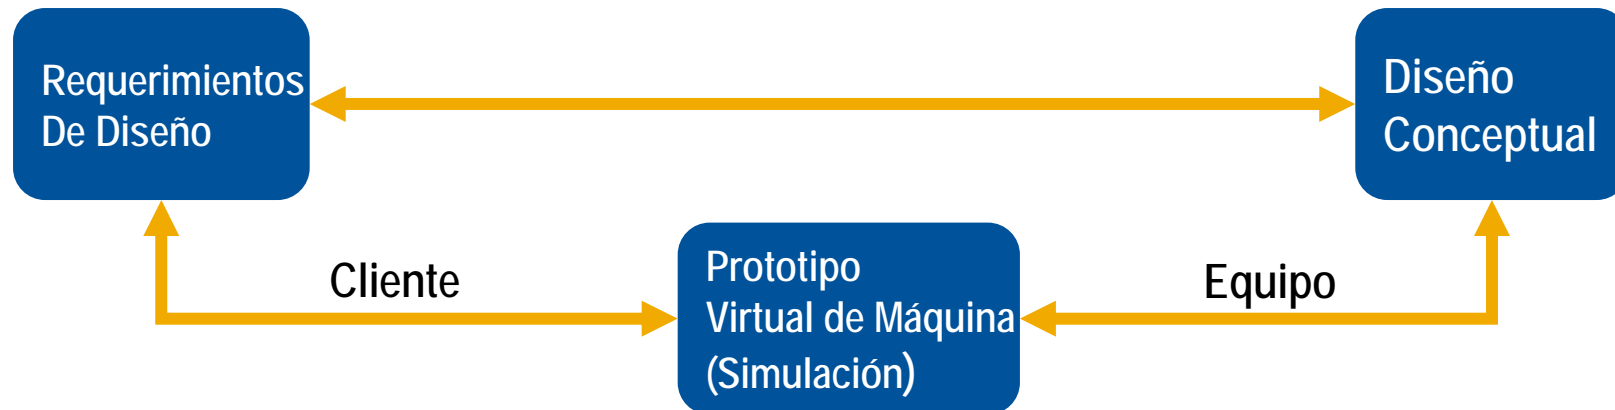 Requerimientos
De Diseño
Diseño
Conceptual
Cliente
Prototipo
Virtual de Máquina
(Simulación)
Equipo